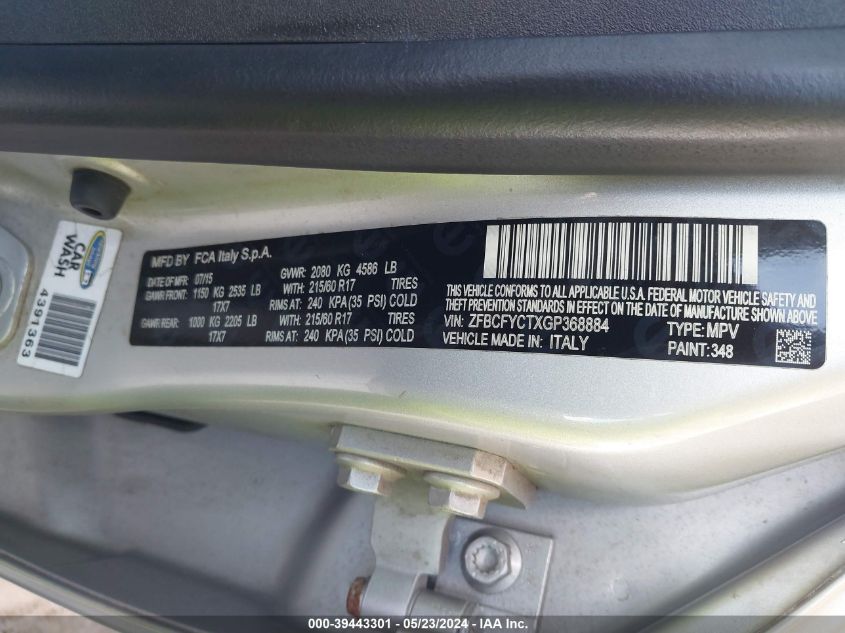 MFD BY FCA Italy S.p.A.
DATE OF MFR 07/15 GVWR: 2080 KG 4586 LB
GAWR FRONT: 1150 KG 2535 LB WITH: 215/60 R17 TIRES
17X7 RIMS AT: 240 KPA(35 PSI) COLD
GAWR REAR: 1000 KG 2205 LB WITH: 215/60 R17 TIRES
17X7 RIMS AT: 240 KPA(35 PSI) COLD
THIS VEHICLE CONFORMS TO ALL APPLICABLE U.S.A. FEDERAL MOTOR VEHICLE SAFETY AND
THEFT PREVENTION STANDARDS IN EFFECT ON THE DATE OF MANUFACTURE SHOWN ABOVE
VIN: ZFBCFYCTXGP368884 TYPE: MPV
VEHICLE MADE IN: ITALY PAINT: 348
CAR
WASH
4391363
000-39443301 - 05/23/2024 - IAA Inc.